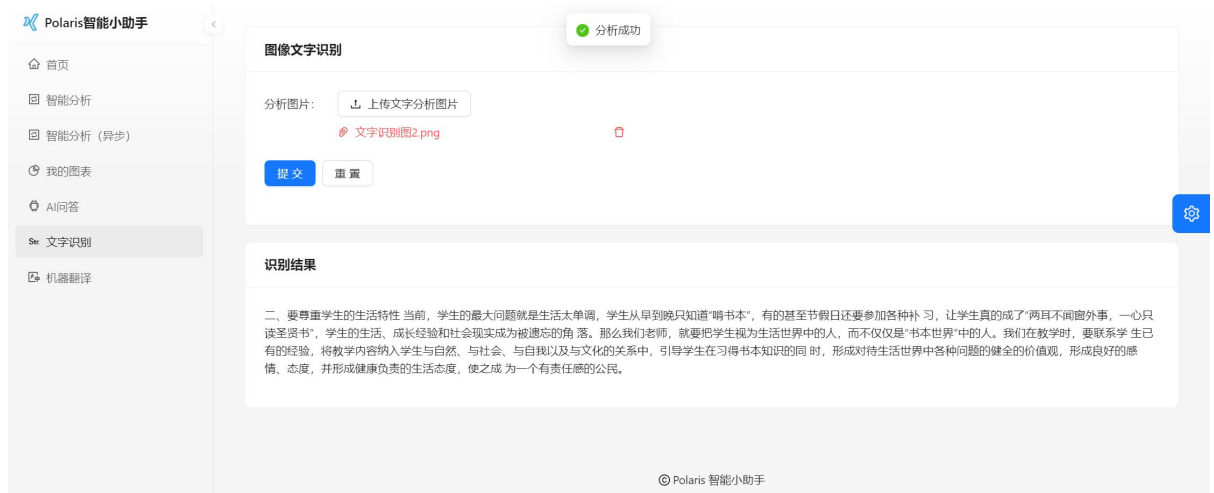 Polaris智能小助手
首页
智能分析
智能分析（异步）
我的图表
AI问答
文字识别
机器翻译
分析成功
图像文字识别
分析图片：
上传文字分析图片
文字识别图2.png
提 交
重 置
识别结果
二、要尊重学生的生活特性 当前，学生的最大问题就是生活太单调，学生从早到晚只知道“啃书本”，有的甚至节假日还要参加各种补 习，让学生真的成了“两耳不闻窗外事，一心只
读圣贤书”，学生的生活、成长经验和社会现实成为被遗忘的角 落。那么我们老师，就要把学生视为生活世界中的人，而不仅仅是“书本世界”中的人。我们在教学时，要联系学 生已
有的经验，将教学内容纳入学生与自然、与社会、与自我以及与文化的关系中，引导学生在习得书本知识的同 时，形成对待生活世界中各种问题的健全的价值观，形成良好的感
情、态度，并形成健康负责的生活态度，使之成 为一个有责任感的公民。
© Polaris 智能小助手